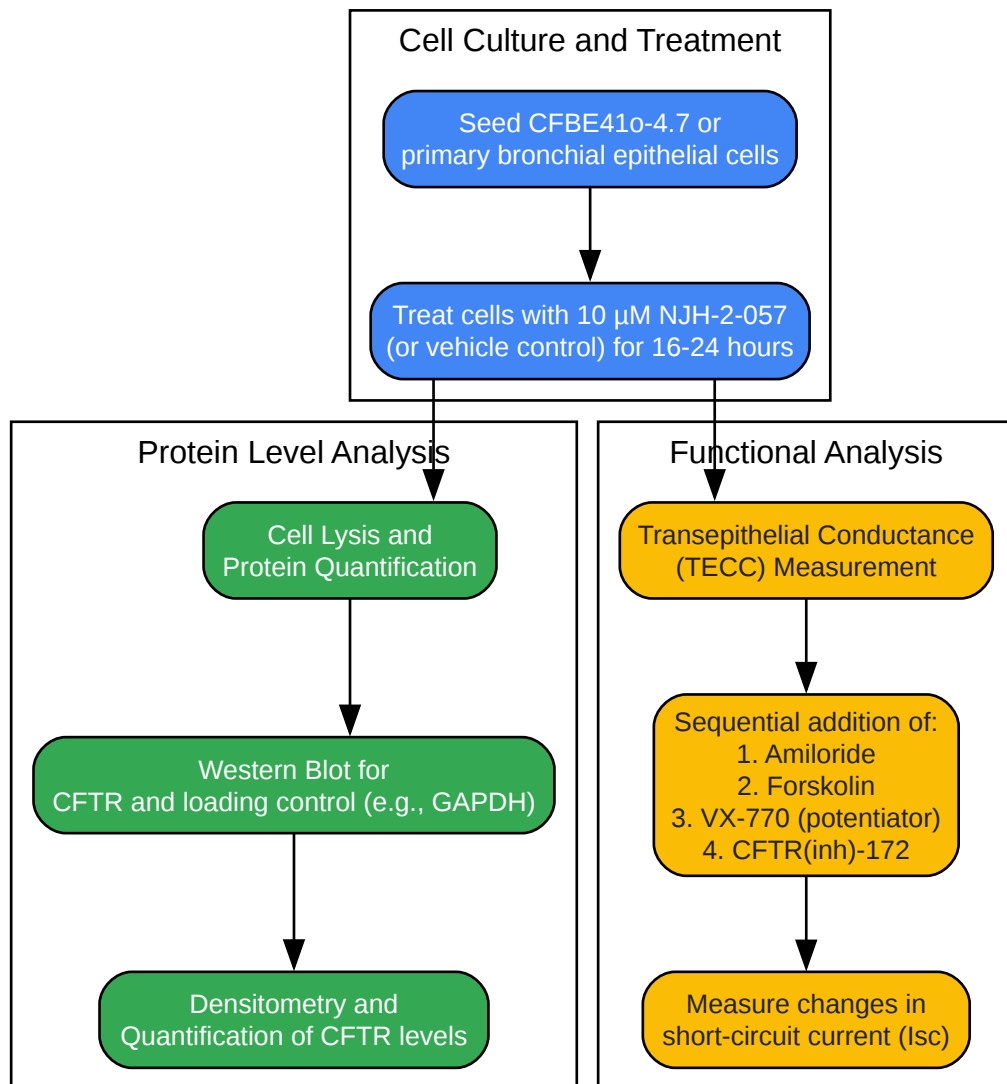 Cell Culture and Treatment
Seed CFBE41o-4.7 or
primary bronchial epithelial cells
Treat cells with 10 µM NJH-2-057
(or vehicle control) for 16-24 hours
Protein Level Analysis
Cell Lysis and
Protein Quantification
Western Blot for
CFTR and loading control (e.g., GAPDH)
Densitometry and
Quantification of CFTR levels
Functional Analysis
Transepithelial Conductance
(TECC) Measurement
Sequential addition of:
1. Amiloride
2. Forskolin
3. VX-770 (potentiator)
4. CFTR(inh)-172
Measure changes in
short-circuit current (Isc)